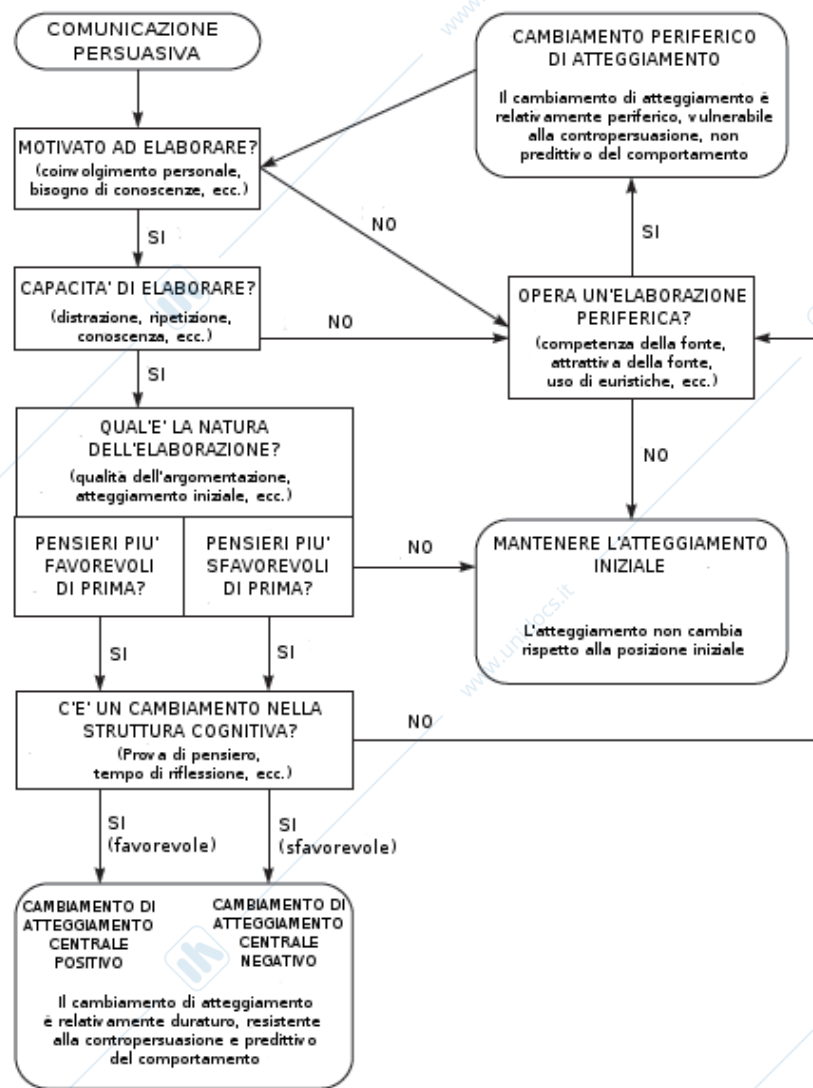 COMUNICAZIONE
PERSUASIVA
MOTIVATO AD ELABORARE?
(coinvolgimento personale,
bisogno di conoscenze, ecc.)
SI
NO
CAPACITA' DI ELABORARE?
(distrazione, ripetizione,
conoscenza, ecc.)
NO
SI
QUAL'E' LA NATURA
DELL'ELABORAZIONE?
(qualità dell'argomentazione,
atteggiamento iniziale, ecc.)
PENSIERI PIU'
FAVOREVOLI
DI PRIMA?
PENSIERI PIU'
SFAVOREVOLI
DI PRIMA?
NO
SI
SI
C'E' UN CAMBIAMENTO NELLA
STRUTTURA COGNITIVA?
(Prova di pensiero,
tempo di riflessione, ecc.)
NO
SI
(favorevole)
SI
(sfavorevole)
CAMBIAMENTO DI
ATTEGGIAMENTO
CENTRALE
POSITIVO
CAMBIAMENTO DI
ATTEGGIAMENTO
CENTRALE
NEGATIVO
Il cambiamento di atteggiamento
è relativamente duraturo, resistente
alla contropersuasione e predittivo
del comportamento
CAMBIAMENTO PERIFERICO
DI ATTEGGIAMENTO
Il cambiamento di atteggiamento è
relativamente periferico, vulnerabile
alla contropersuasione, non
predittivo del comportamento
SI
OPERA UN'ELABORAZIONE
PERIFERICA?
(competenza della fonte,
attrattiva della fonte,
uso di euristiche, ecc.)
NO
MANTENERE L'ATTEGGIAMENTO
INIZIALE
L'atteggiamento non cambia
rispetto alla posizione iniziale
www.unidocs.it